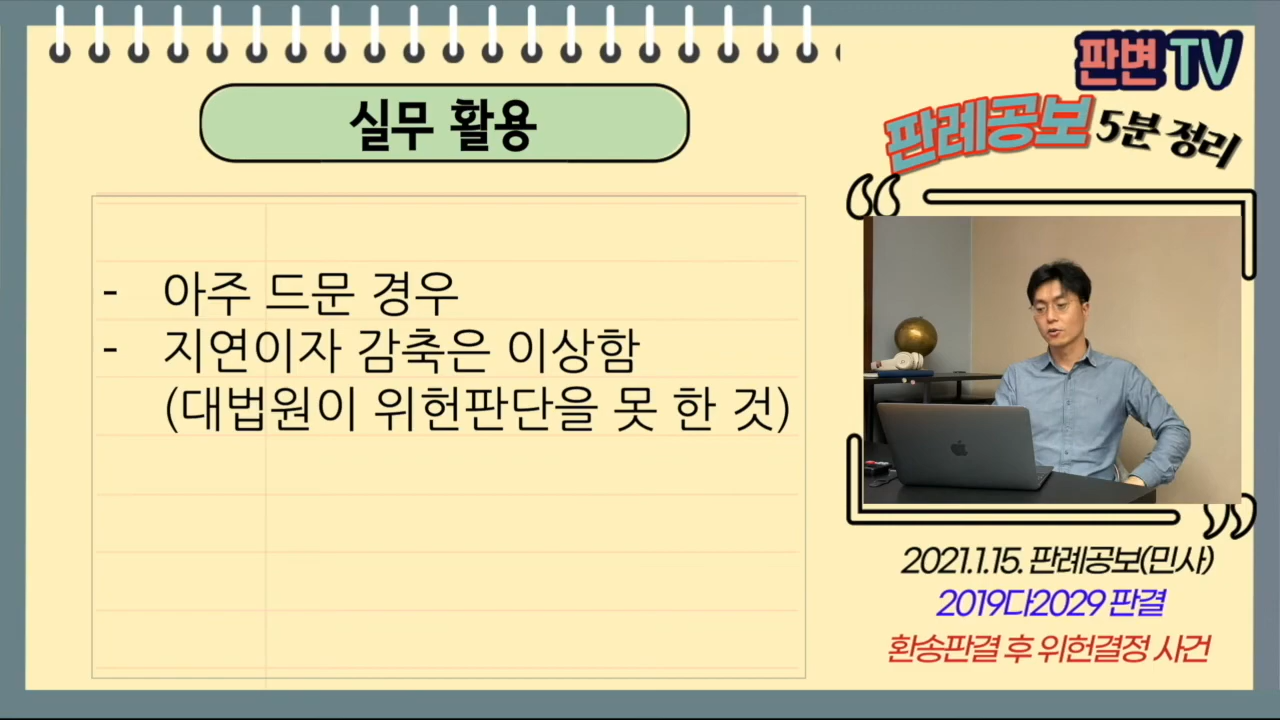 판변 TV
판례공보 5분 정리
실무 활용
- 아주 드문 경우
- 지연이자 감축은 이상함
(대법원이 위헌판단을 못 한 것)
2021.1.15. 판례공보(민사)
2019다2029 판결
환송판결 후 위헌결정 사건